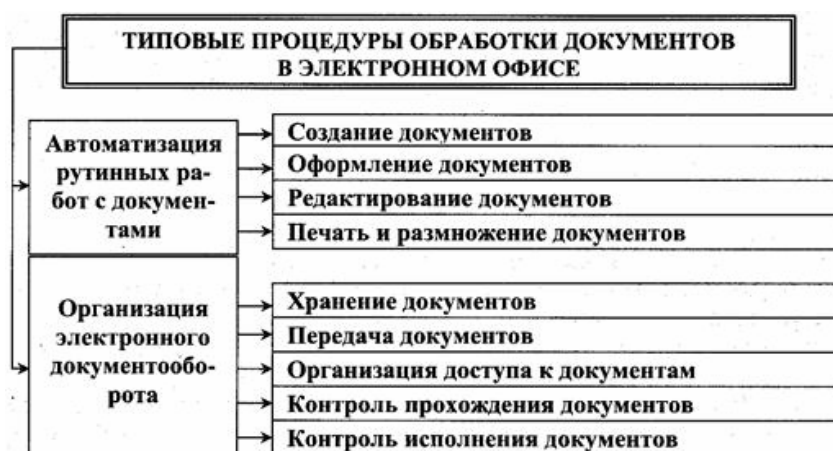 ТИПОВЫЕ ПРОЦЕДУРЫ ОБРАБОТКИ ДОКУМЕНТОВ
В ЭЛЕКТРОННОМ ОФИСЕ
Автоматизация
рутинных ра-
бот с докумен-
тами
Создание документов
Оформление документов
Редактирование документов
Печать и размножение документов
Организация
электронного
документообо-
рота
Хранение документов
Передача документов
Организация доступа к документам
Контроль прохождения документов
Контроль исполнения документов